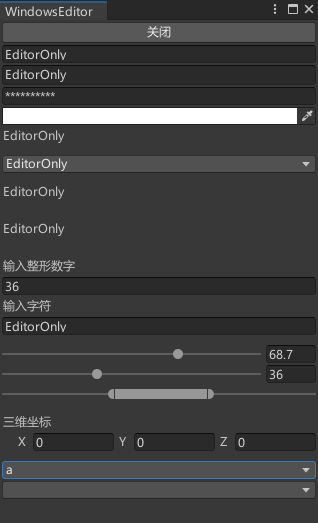 WindowsEditor
关闭
EditorOnly
EditorOnly
**********
EditorOnly
EditorOnly
EditorOnly
EditorOnly
输入整形数字
36
输入字符
EditorOnly
68.7
36
三维坐标
X 0 Y 0 Z 0
a